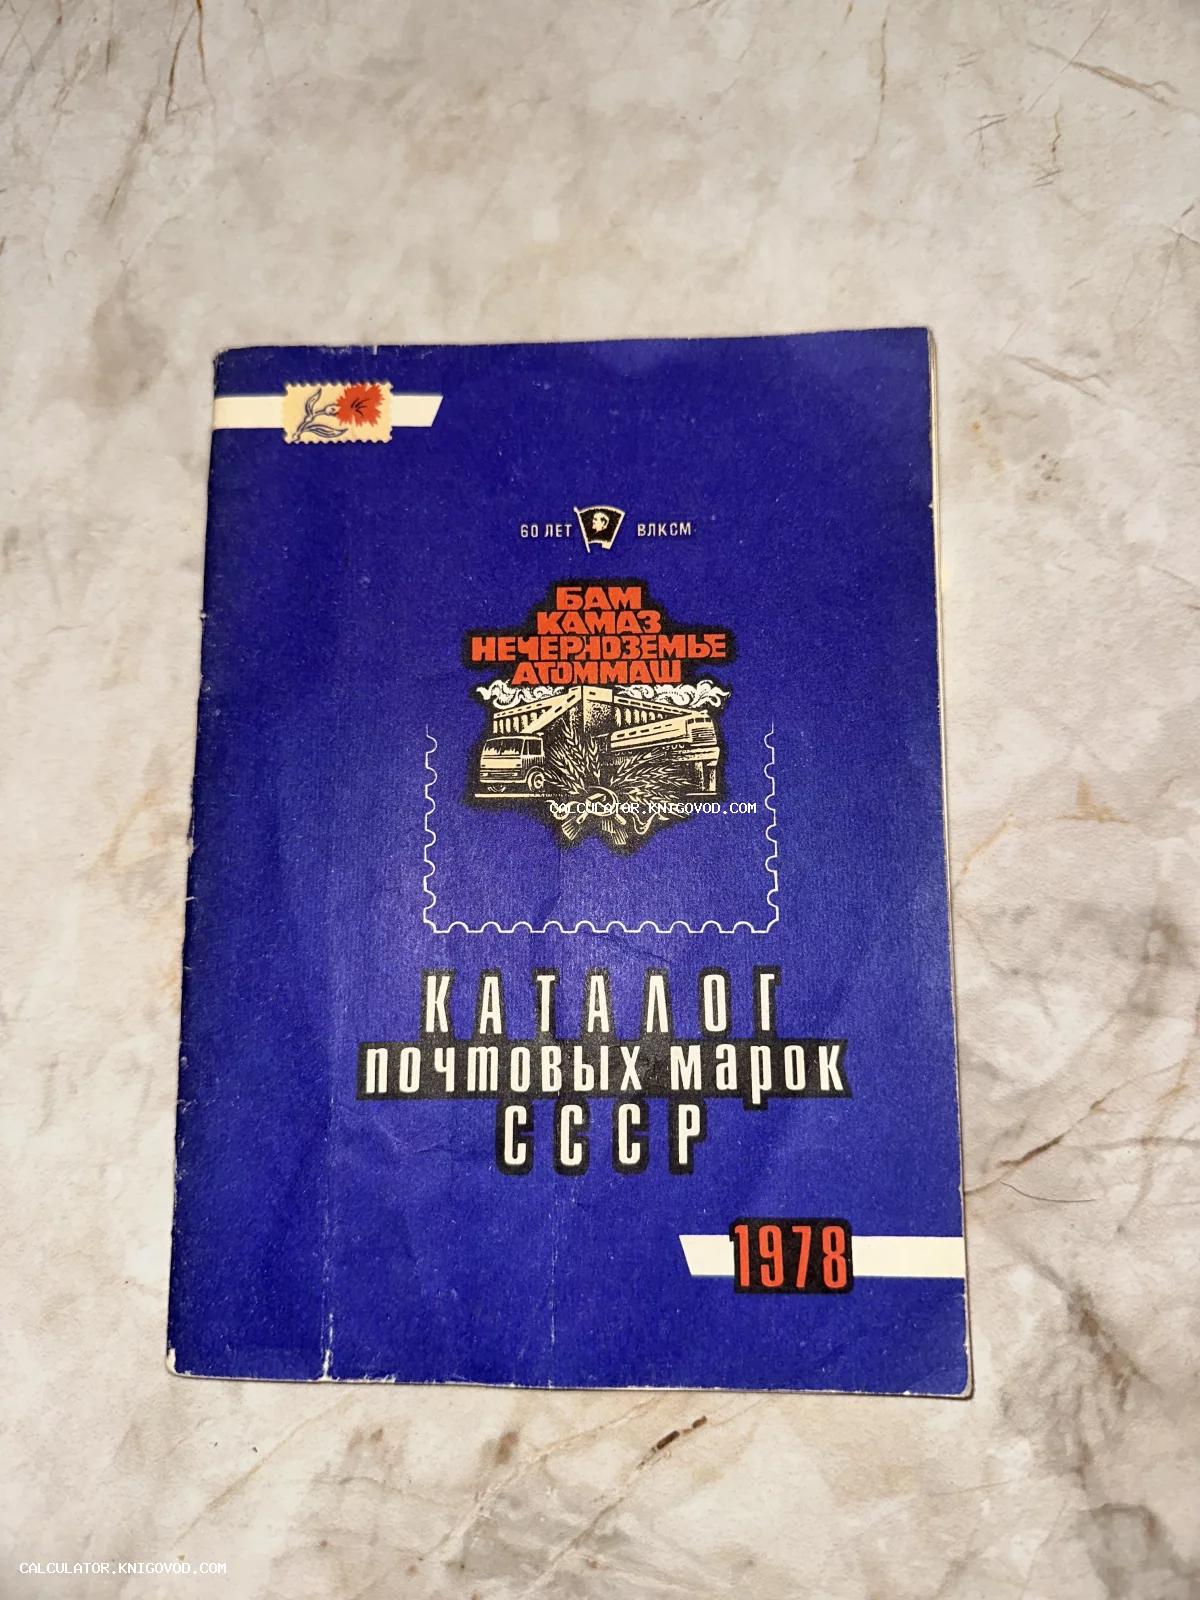 60 ЛЕТ ВЛКСМ
БАМ
КАМАЗ
НЕЧЕРНОЗЕМЬЕ
АТОММАШ
CALCULATOR.KNIGOVOD.COM
КАТАЛОГ
почтовых марок
СССР
1978
CALCULATOR.KNIGOVOD.COM